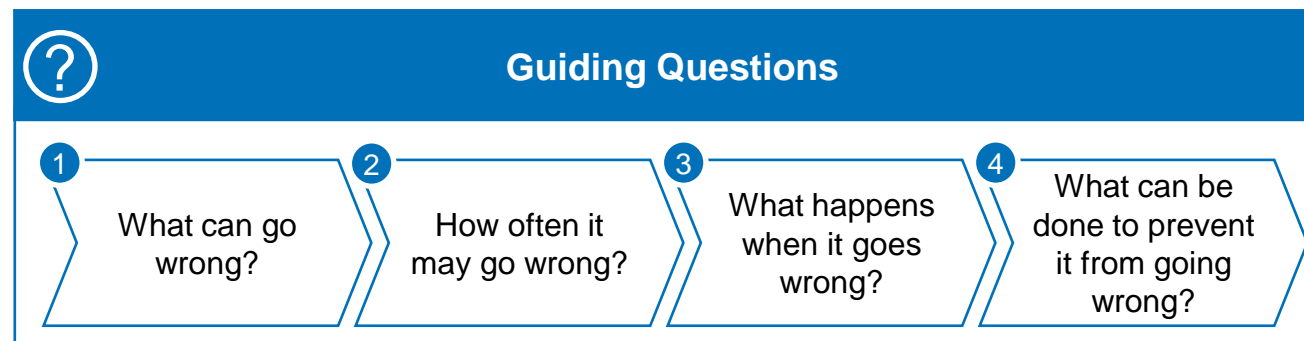 ?
Guiding Questions
1
What can go
wrong?
2
How often it
may go wrong?
3
What happens
when it goes
wrong?
4
What can be
done to prevent
it from going
wrong?